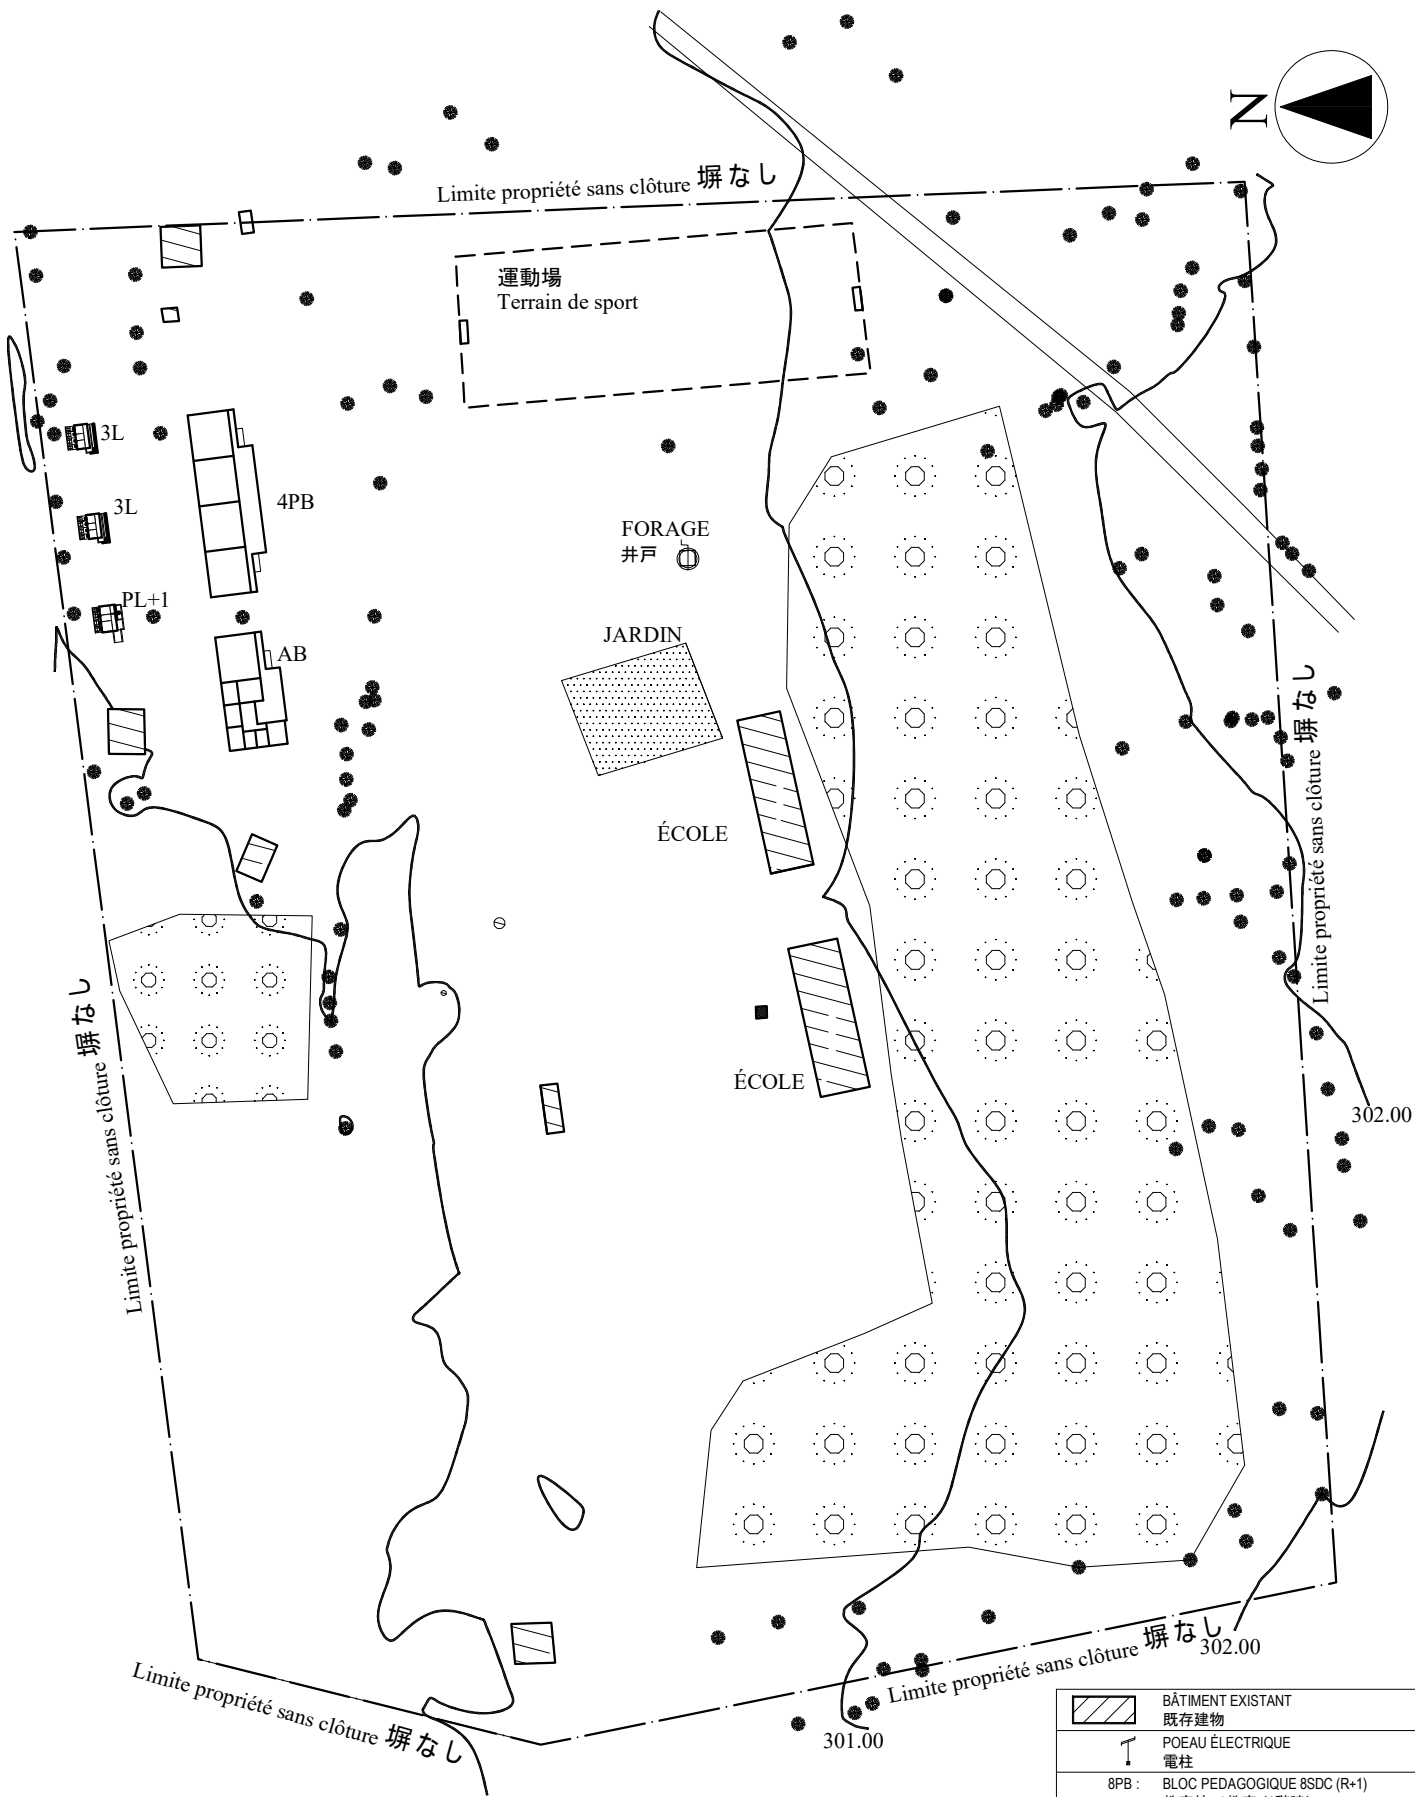 N
Limite propriété sans clôture 塀なし
運動場
Terrain de sport
3L
4PB
3L
FORAGE
井戸
PL+1
JARDIN
AB
Limite propriété sans clôture 塀なし
ÉCOLE
Limite propriété sans clôture 塀なし
ÉCOLE
302.00
Limite propriété sans clôture 塀なし
302.00
Limite propriété sans clôture 塀なし
301.00
BÂTIMENT EXISTANT
既存建物
POEAU ÉLECTRIQUE
電柱
8PB : BLOC PEDAGOGIQUE 8SDC (R+1)